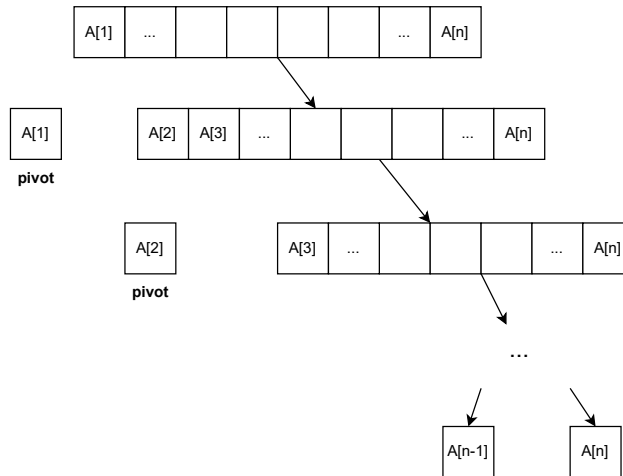 A[1] ... ... A[n]
A[1] A[2] A[3] ... ... A[n]
pivot
A[2] A[3] ... ... A[n]
pivot
...
A[n-1] A[n]